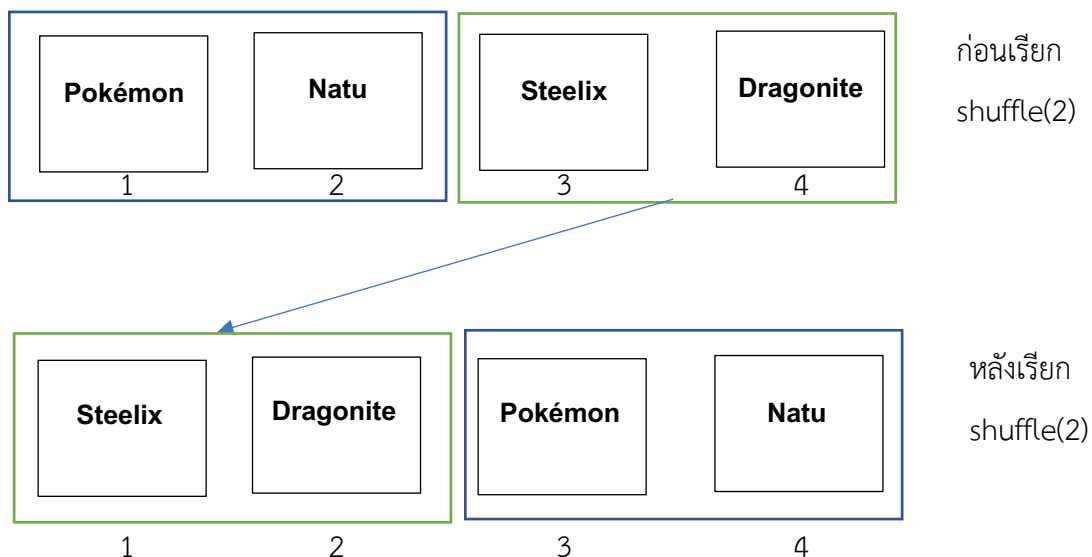 Pokémon Natu Steelix Dragonite
1 2 3 4
ก่อนเรียก
shuffle(2)
Steelix Dragonite Pokémon Natu
1 2 3 4
หลังเรียก
shuffle(2)